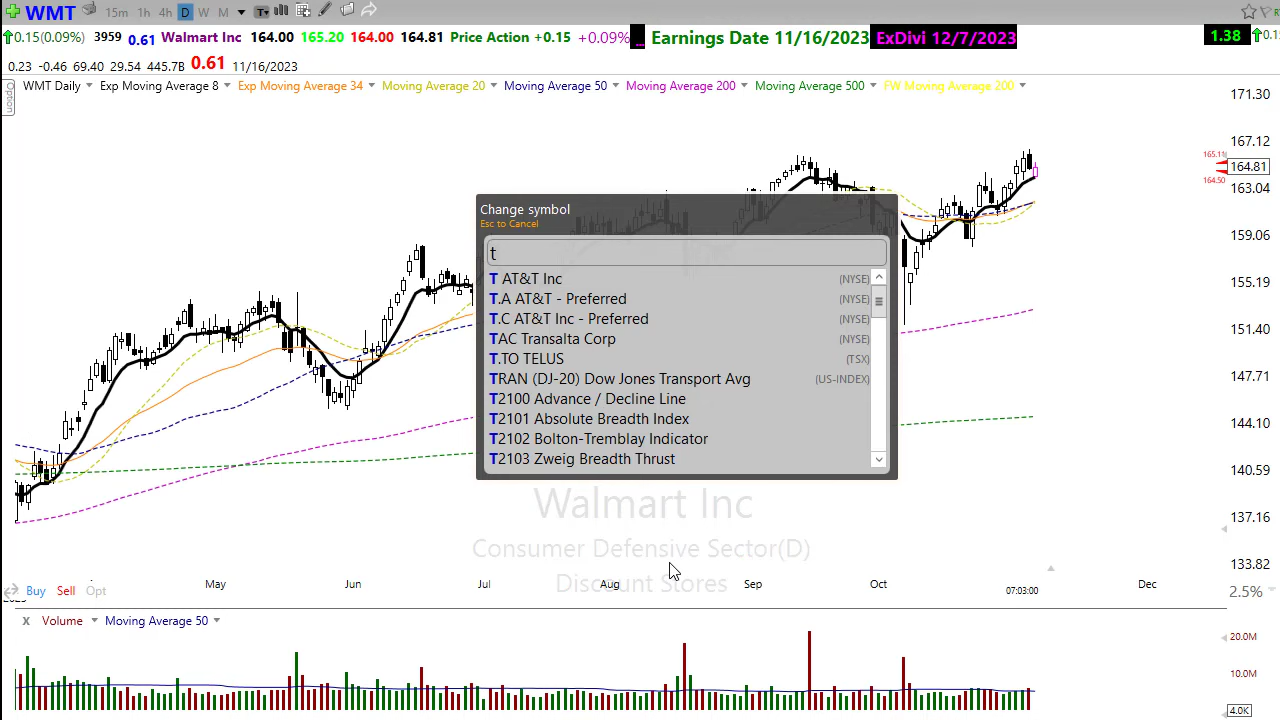 WMT 15m 1h 4h D W M T
0.15(0.09%) 3959 0.61 Walmart Inc 164.00 165.20 164.00 164.81 Price Action +0.15 +0.09% ... Earnings Date 11/16/2023 ExDivi 12/7/2023 1.38
0.23 -0.46 69.40 29.54 445.7B 0.61 11/16/2023
Option
WMT Daily Exp Moving Average 8 Exp Moving Average 34 Moving Average 20 Moving Average 50 Moving Average 200 Moving Average 500 FW Moving Average 200
171.30
167.12
165.11
164.81
164.50
163.04
159.06
155.19
151.40
147.71
144.10
140.59
137.16
133.82
Change symbol
Esc to Cancel
t
T AT&T Inc (NYSE)
T.A AT&T - Preferred (NYSE)
T.C AT&T Inc - Preferred (NYSE)
TAC Transalta Corp (NYSE)
T.TO TELUS (TSX)
TRAN (DJ-20) Dow Jones Transport Avg (US-INDEX)
T2100 Advance / Decline Line
T2101 Absolute Breadth Index
T2102 Bolton-Tremblay Indicator
T2103 Zweig Breadth Thrust
Walmart Inc
Consumer Defensive Sector(D)
Discount Stores
May Jun Jul Aug Sep Oct Dec
Buy Sell Opt 07:03:00 2.5%
X Volume Moving Average 50
20.0M
10.0M
4.0K